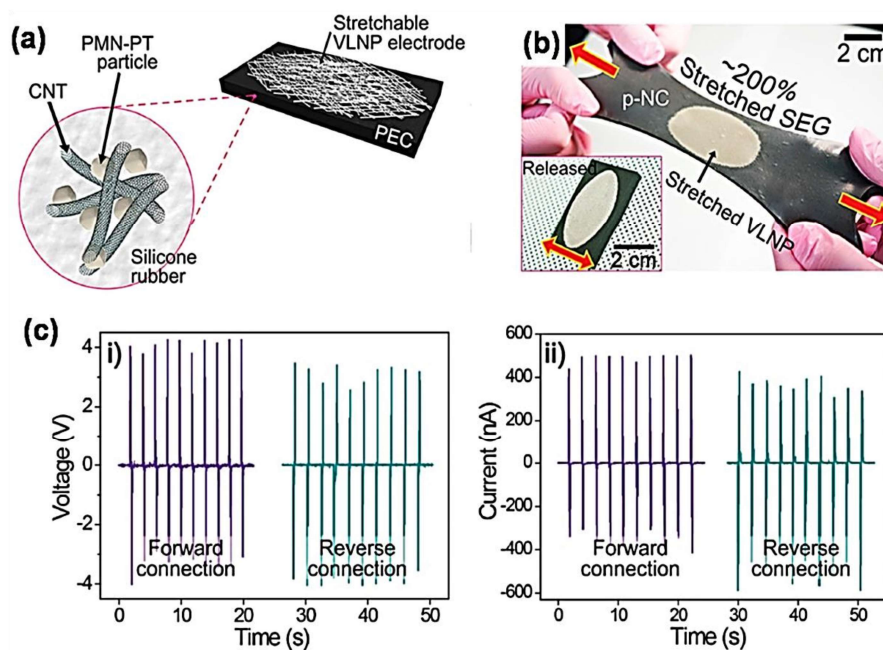 (a)
PMN-PT
particle
CNT
Stretchable
VLNP electrode
PEC
Silicone
rubber
(b)
2 cm
~200%
Stretched SEG
p-NC
Stretched VLNP
Released
2 cm
(c)
i)
Voltage (V)
4
2
0
-2
-4
Forward
connection
Reverse
connection
0 10 20 30 40 50
Time (s)
ii)
Current (nA)
600
400
200
0
-200
-400
-600
Forward
connection
Reverse
connection
0 10 20 30 40 50
Time (s)